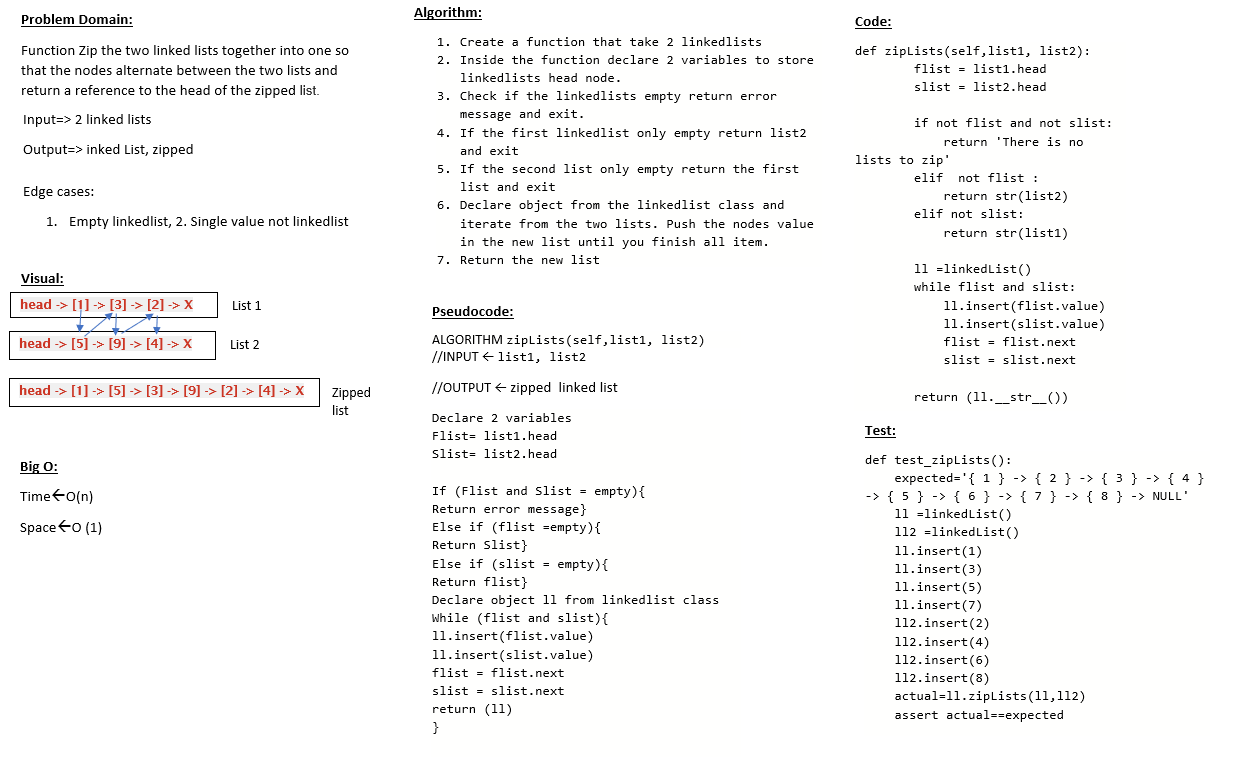 Problem Domain:
Function Zip the two linked lists together into one so
that the nodes alternate between the two lists and
return a reference to the head of the zipped list.
Input=> 2 linked lists
Output=> inked List, zipped
Edge cases:
1. Empty linkedlist, 2. Single value not linkedlist
Visual:
head -> [1] -> [3] -> [2] -> X
List 1
head -> [5] -> [9] -> [4] -> X
List 2
head -> [1] -> [5] -> [3] -> [9] -> [2] -> [4] -> X
Zipped
list
Big O:
Time←O(n)
Space←O (1)
Algorithm:
1. Create a function that take 2 linkedlists
2. Inside the function declare 2 variables to store
linkedlists head node.
3. Check if the linkedlists empty return error
message and exit.
4. If the first linkedlist only empty return list2
and exit
5. If the second list only empty return the first
list and exit
6. Declare object from the linkedlist class and
iterate from the two lists. Push the nodes value
in the new list until you finish all item.
7. Return the new list
Pseudocode:
ALGORITHM zipLists(self,list1, list2)
//INPUT ← list1, list2
//OUTPUT ← zipped  linked list
Declare 2 variables
Flist= list1.head
Slist= list2.head
If (Flist and Slist = empty){
Return error message}
Else if (flist =empty){
Return Slist}
Else if (slist = empty){
Return flist}
Declare object ll from linkedlist class
While (flist and slist){
ll.insert(flist.value)
ll.insert(slist.value)
flist = flist.next
slist = slist.next
return (ll)
}
Code:
def zipLists(self,list1, list2):
flist = list1.head
slist = list2.head
if not flist and not slist:
return 'There is no
lists to zip'
elif  not flist :
return str(list2)
elif not slist:
return str(list1)
ll =linkedList()
while flist and slist:
ll.insert(flist.value)
ll.insert(slist.value)
flist = flist.next
slist = slist.next
return (ll.__str__())
Test:
def test_zipLists():
expected='{ 1 } -> { 2 } -> { 3 } -> { 4 }
-> { 5 } -> { 6 } -> { 7 } -> { 8 } -> NULL'
ll =linkedList()
ll2 =linkedList()
ll.insert(1)
ll.insert(3)
ll.insert(5)
ll.insert(7)
ll2.insert(2)
ll2.insert(4)
ll2.insert(6)
ll2.insert(8)
actual=ll.zipLists(ll,ll2)
assert actual==expected